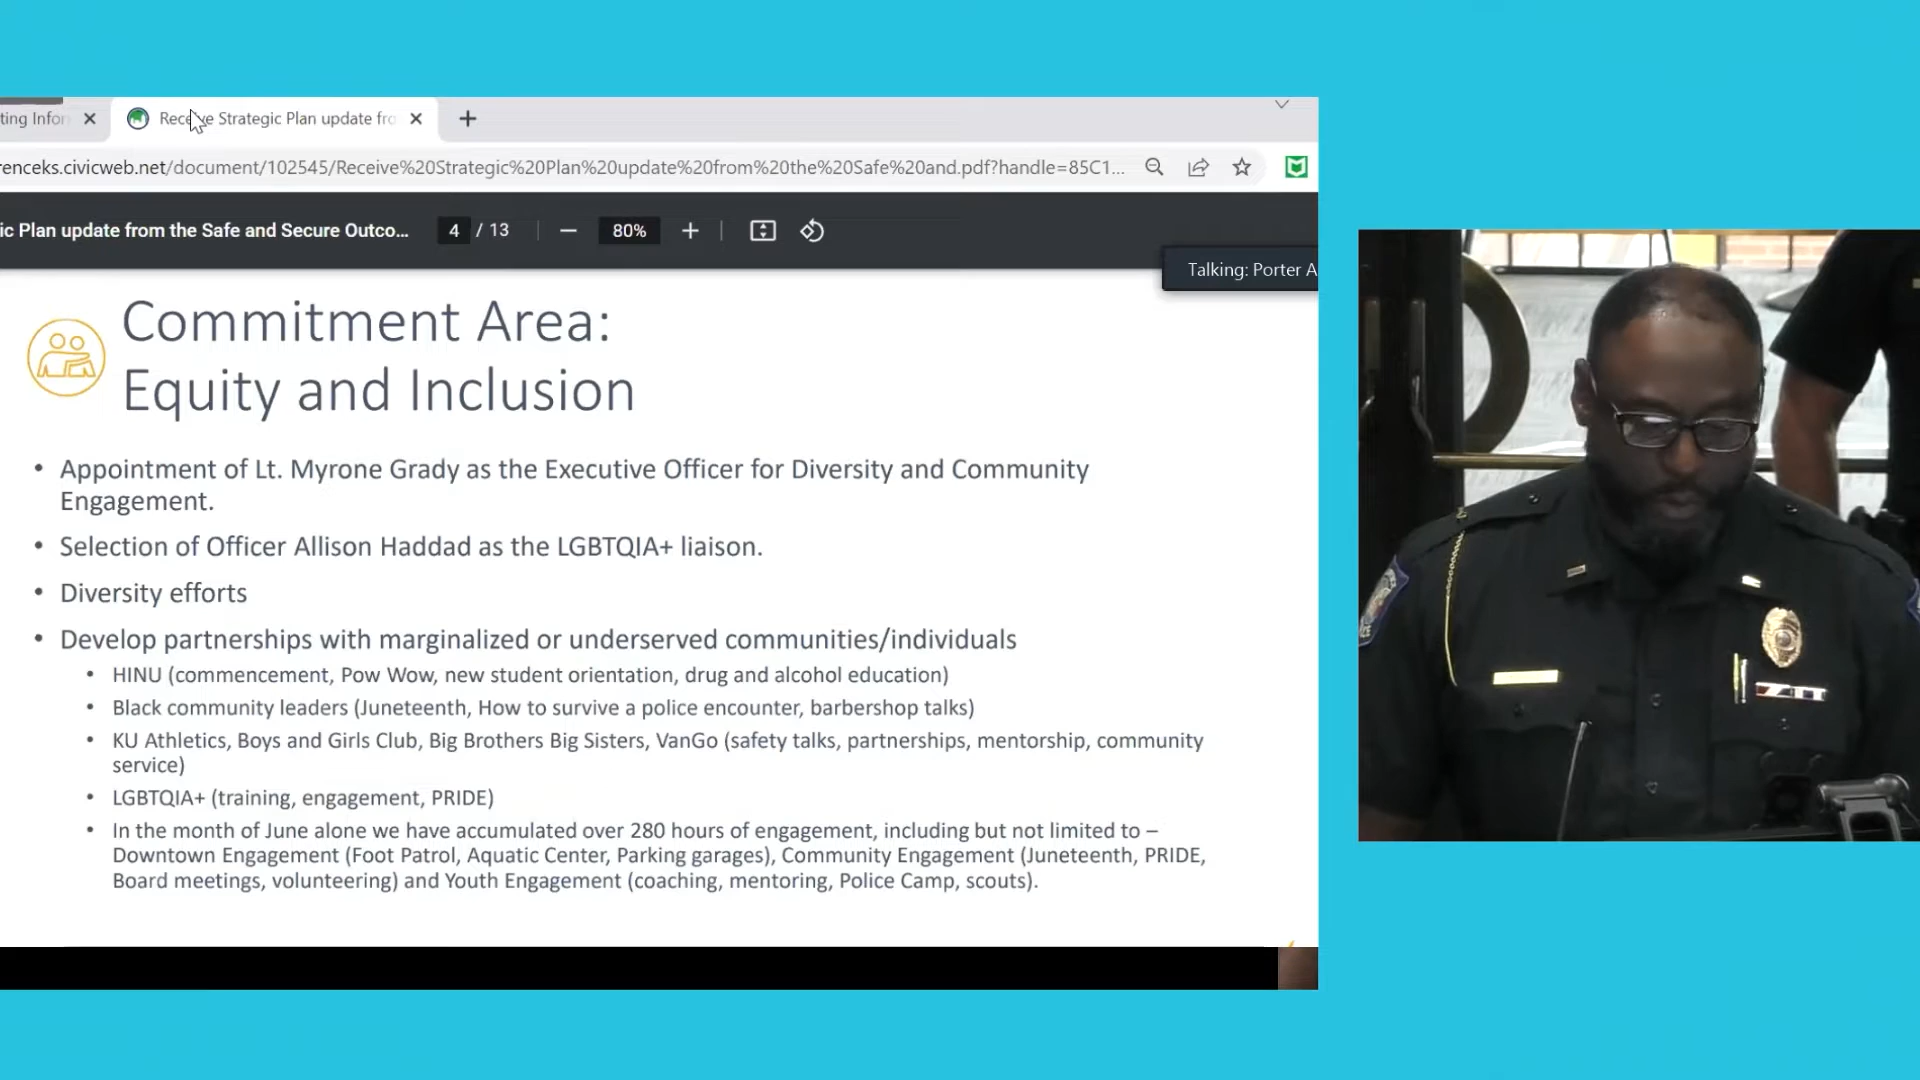 ting Infor
Receive Strategic Plan update fro
renceks.civicweb.net/document/102545/Receive%20Strategic%20Plan%20update%20from%20the%20Safe%20and.pdf?handle=85C1...
ic Plan update from the Safe and Secure Outco...
4 / 13
80%
Talking: Porter A
Commitment Area:
Equity and Inclusion
• Appointment of Lt. Myrone Grady as the Executive Officer for Diversity and Community
Engagement.
• Selection of Officer Allison Haddad as the LGBTQIA+ liaison.
• Diversity efforts
• Develop partnerships with marginalized or underserved communities/individuals
• HINU (commencement, Pow Wow, new student orientation, drug and alcohol education)
• Black community leaders (Juneteenth, How to survive a police encounter, barbershop talks)
• KU Athletics, Boys and Girls Club, Big Brothers Big Sisters, VanGo (safety talks, partnerships, mentorship, community
service)
• LGBTQIA+ (training, engagement, PRIDE)
• In the month of June alone we have accumulated over 280 hours of engagement, including but not limited to –
Downtown Engagement (Foot Patrol, Aquatic Center, Parking garages), Community Engagement (Juneteenth, PRIDE,
Board meetings, volunteering) and Youth Engagement (coaching, mentoring, Police Camp, scouts).